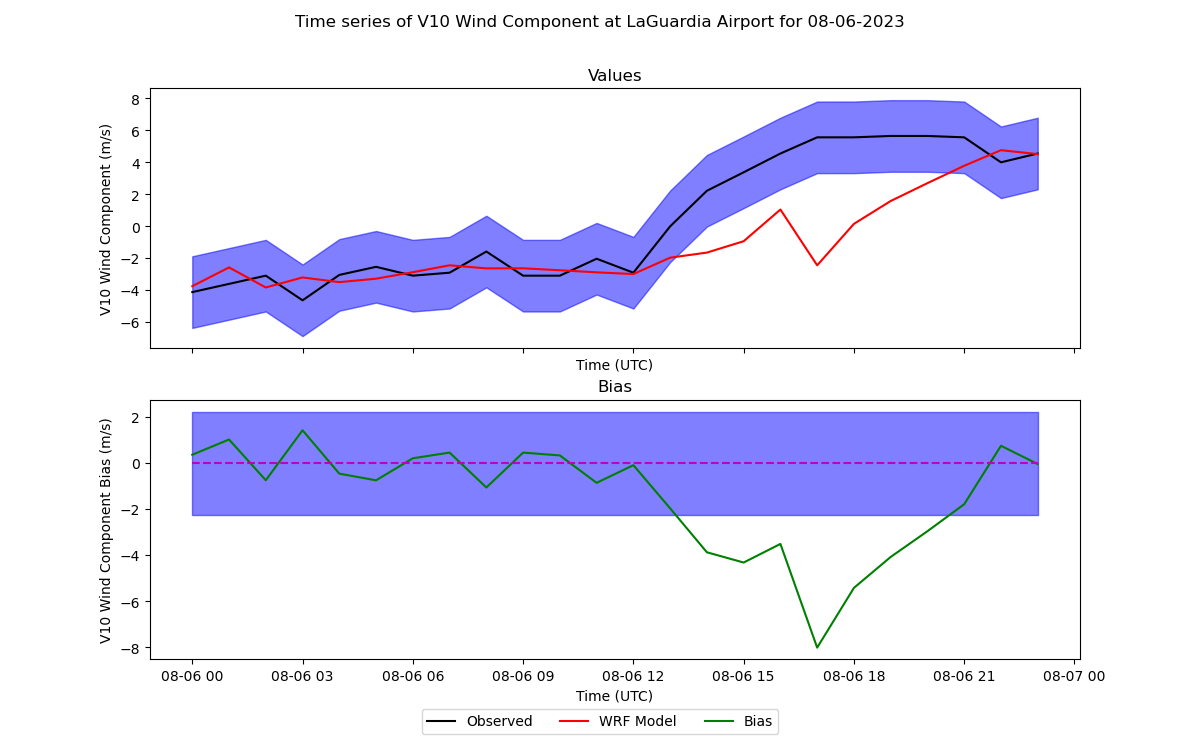 Time series of V10 Wind Component at LaGuardia Airport for 08-06-2023
Values
V10 Wind Component (m/s)
8
6
4
2
0
−2
−4
−6
Time (UTC)
Bias
V10 Wind Component Bias (m/s)
2
0
−2
−4
−6
−8
08-06 00 08-06 03 08-06 06 08-06 09 08-06 12 08-06 15 08-06 18 08-06 21 08-07 00
Time (UTC)
Observed WRF Model Bias